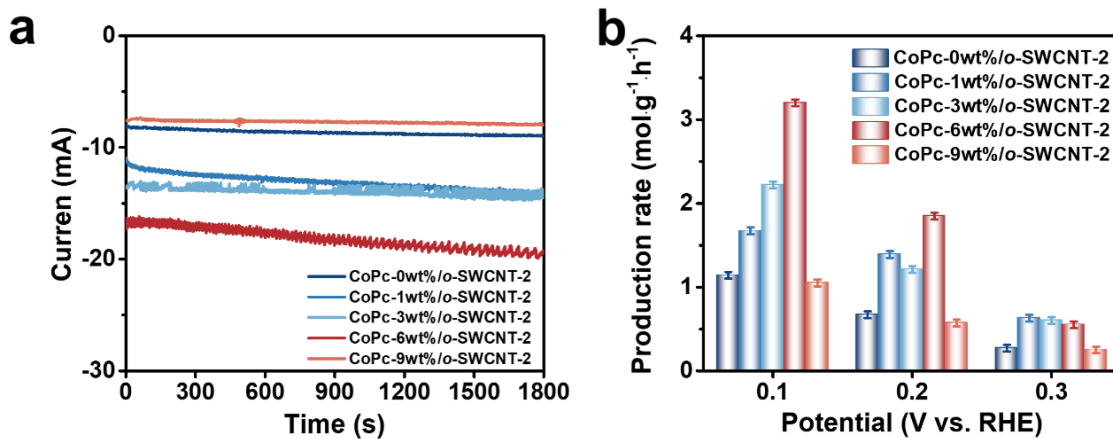 a
0
-10
-20
-30
Curren (mA)
0 300 600 900 1200 1500 1800
Time (s)
CoPc-0wt%/o-SWCNT-2
CoPc-1wt%/o-SWCNT-2
CoPc-3wt%/o-SWCNT-2
CoPc-6wt%/o-SWCNT-2
CoPc-9wt%/o-SWCNT-2
b
4
3
2
1
0
Production rate (mol·g⁻¹·h⁻¹)
CoPc-0wt%/o-SWCNT-2
CoPc-1wt%/o-SWCNT-2
CoPc-3wt%/o-SWCNT-2
CoPc-6wt%/o-SWCNT-2
CoPc-9wt%/o-SWCNT-2
0.1 0.2 0.3
Potential (V vs. RHE)